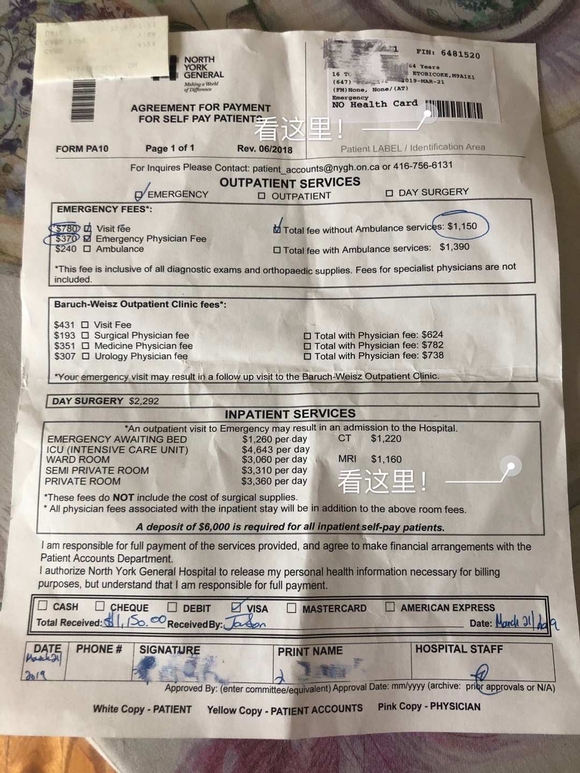 NORTH
YORK
GENERAL
Making a World
of Difference
FIN: 6481520
64 Years
ETOBICOKE,M9A1Z1
(647)
2019-MAR-21
(FM)None, None/(AT)
Emergency
NO Health Card
AGREEMENT FOR PAYMENT
FOR SELF PAY PATIENTS
看这里!
FORM PA10 Page 1 of 1 Rev. 06/2018 Patient LABEL / Identification Area
For Inquires Please Contact: patient_accounts@nygh.on.ca or 416-756-6131
OUTPATIENT SERVICES
EMERGENCY OUTPATIENT DAY SURGERY
EMERGENCY FEES*:
$780 Visit fee Total fee without Ambulance services: $1,150
$370 Emergency Physician Fee
$240 Ambulance Total fee with Ambulance services: $1,390
*This fee is inclusive of all diagnostic exams and orthopaedic supplies. Fees for specialist physicians are not
included.
Baruch-Weisz Outpatient Clinic fees*:
$431 Visit Fee
$193 Surgical Physician fee Total with Physician fee: $624
$351 Medicine Physician fee Total with Physician fee: $782
$307 Urology Physician fee Total with Physician fee: $738
*Your emergency visit may result in a follow up visit to the Baruch-Weisz Outpatient Clinic.
DAY SURGERY $2,292
INPATIENT SERVICES
*An outpatient visit to Emergency may result in an admission to the Hospital.
EMERGENCY AWAITING BED $1,260 per day CT $1,220
ICU (INTENSIVE CARE UNIT) $4,643 per day
WARD ROOM $3,060 per day MRI $1,160
SEMI PRIVATE ROOM $3,310 per day
PRIVATE ROOM $3,360 per day
看这里!
*These fees do NOT include the cost of surgical supplies.
* All physician fees associated with the inpatient stay will be in addition to the above room fees.
A deposit of $6,000 is required for all inpatient self-pay patients.
I am responsible for full payment of the services provided, and agree to make financial arrangements with the
Patient Accounts Department.
I authorize North York General Hospital to release my personal health information necessary for billing
purposes, but understand that I am responsible for full payment.
CASH CHEQUE DEBIT VISA MASTERCARD AMERICAN EXPRESS
Total Received: $1,150.00 Received By: Date: March 21/2019
DATE PHONE # SIGNATURE PRINT NAME HOSPITAL STAFF
March 21/
2019
Approved By: (enter committee/equivalent) Approval Date: mm/yyyy (archive: prior approvals or N/A)
White Copy - PATIENT Yellow Copy - PATIENT ACCOUNTS Pink Copy - PHYSICIAN